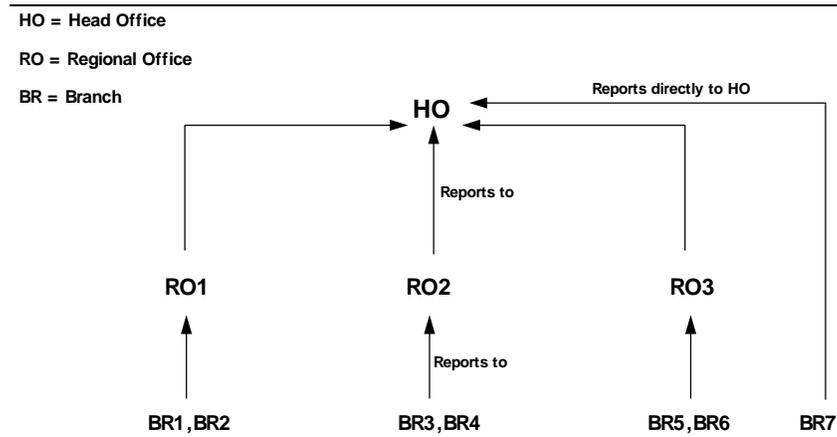 HO = Head Office
RO = Regional Office
BR = Branch
Reports directly to HO
HO
Reports to
RO1
RO2
RO3
Reports to
BR1,BR2
BR3,BR4
BR5,BR6
BR7